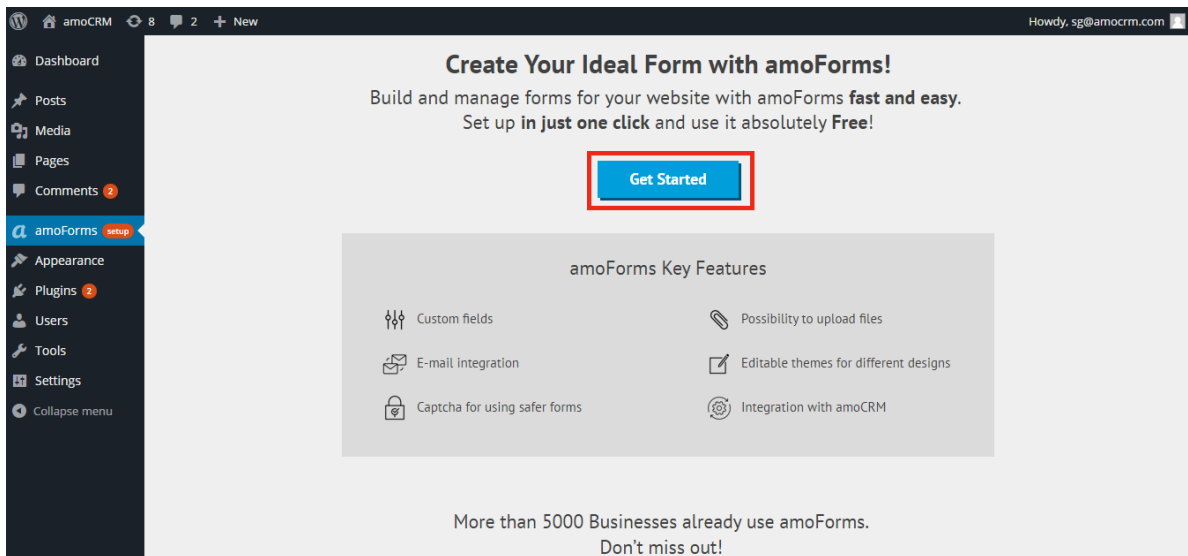 amoCRM 8 2 + New Howdy, sg@amocrm.com
Dashboard
Posts
Media
Pages
Comments 2
amoForms setup
Appearance
Plugins 2
Users
Tools
Settings
Collapse menu
Create Your Ideal Form with amoForms!
Build and manage forms for your website with amoForms fast and easy.
Set up in just one click and use it absolutely Free!
Get Started
amoForms Key Features
Custom fields
Possibility to upload files
E-mail integration
Editable themes for different designs
Captcha for using safer forms
Integration with amoCRM
More than 5000 Businesses already use amoForms.
Don't miss out!